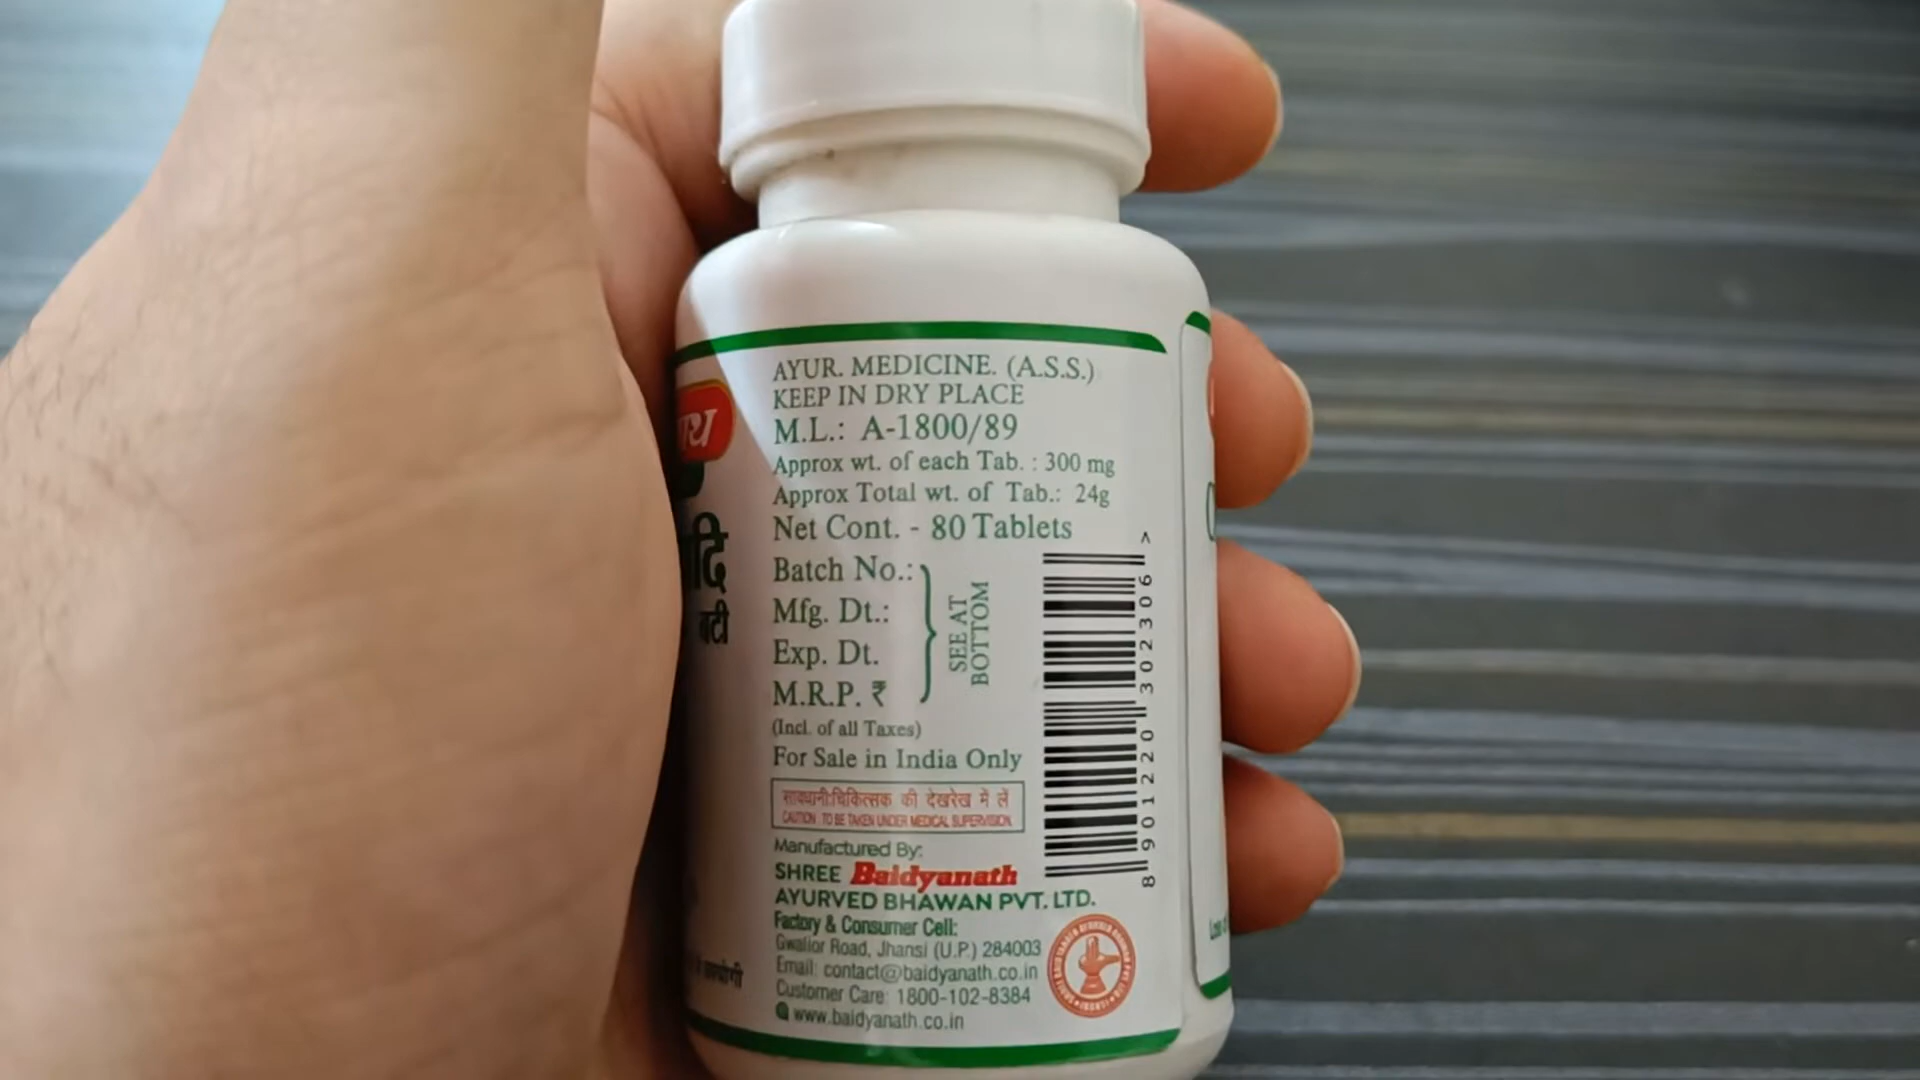 AYUR. MEDICINE. (A.S.S.)
KEEP IN DRY PLACE
M.L.: A-1800/89
Approx wt. of each Tab. : 300 mg
Approx Total wt. of Tab.: 24g
Net Cont. - 80 Tablets
Batch No.:
Mfg. Dt.:
Exp. Dt.
M.R.P. ₹
SEE AT
BOTTOM
(Incl. of all Taxes)
For Sale in India Only
सावधानी:चिकित्सक की देखरेख में लें
CAUTION : TO BE TAKEN UNDER MEDICAL SUPERVISION.
Manufactured By:
SHREE Baidyanath
AYURVED BHAWAN PVT. LTD.
Factory & Consumer Cell:
Gwalior Road, Jhansi (U.P.) 284003
Email: contact@baidyanath.co.in
Customer Care: 1800-102-8384
www.baidyanath.co.in
8 901220 302306 >
वटी